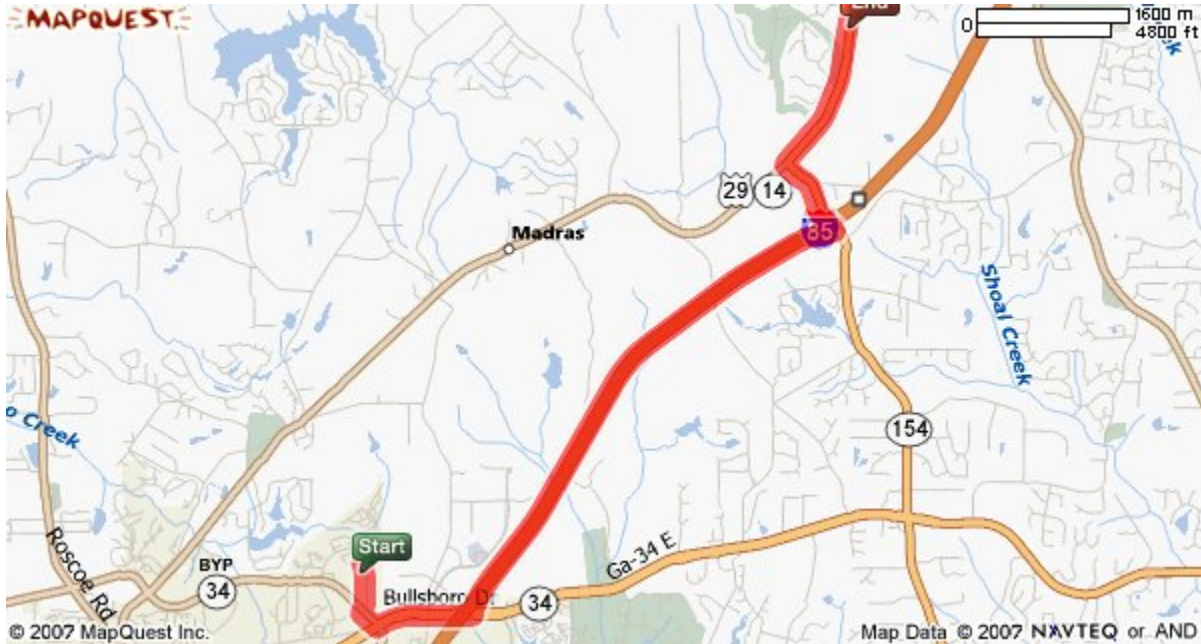 MAPQUEST
End
0
1600 m
4800 ft
29
14
Madras
85
Shoal Creek
154
o Creek
Roscoe Rd
BYP
34
Start
Bullsboro D
34
Ga-34 E
© 2007 MapQuest Inc.
Map Data © 2007 NAVTEQ or AND